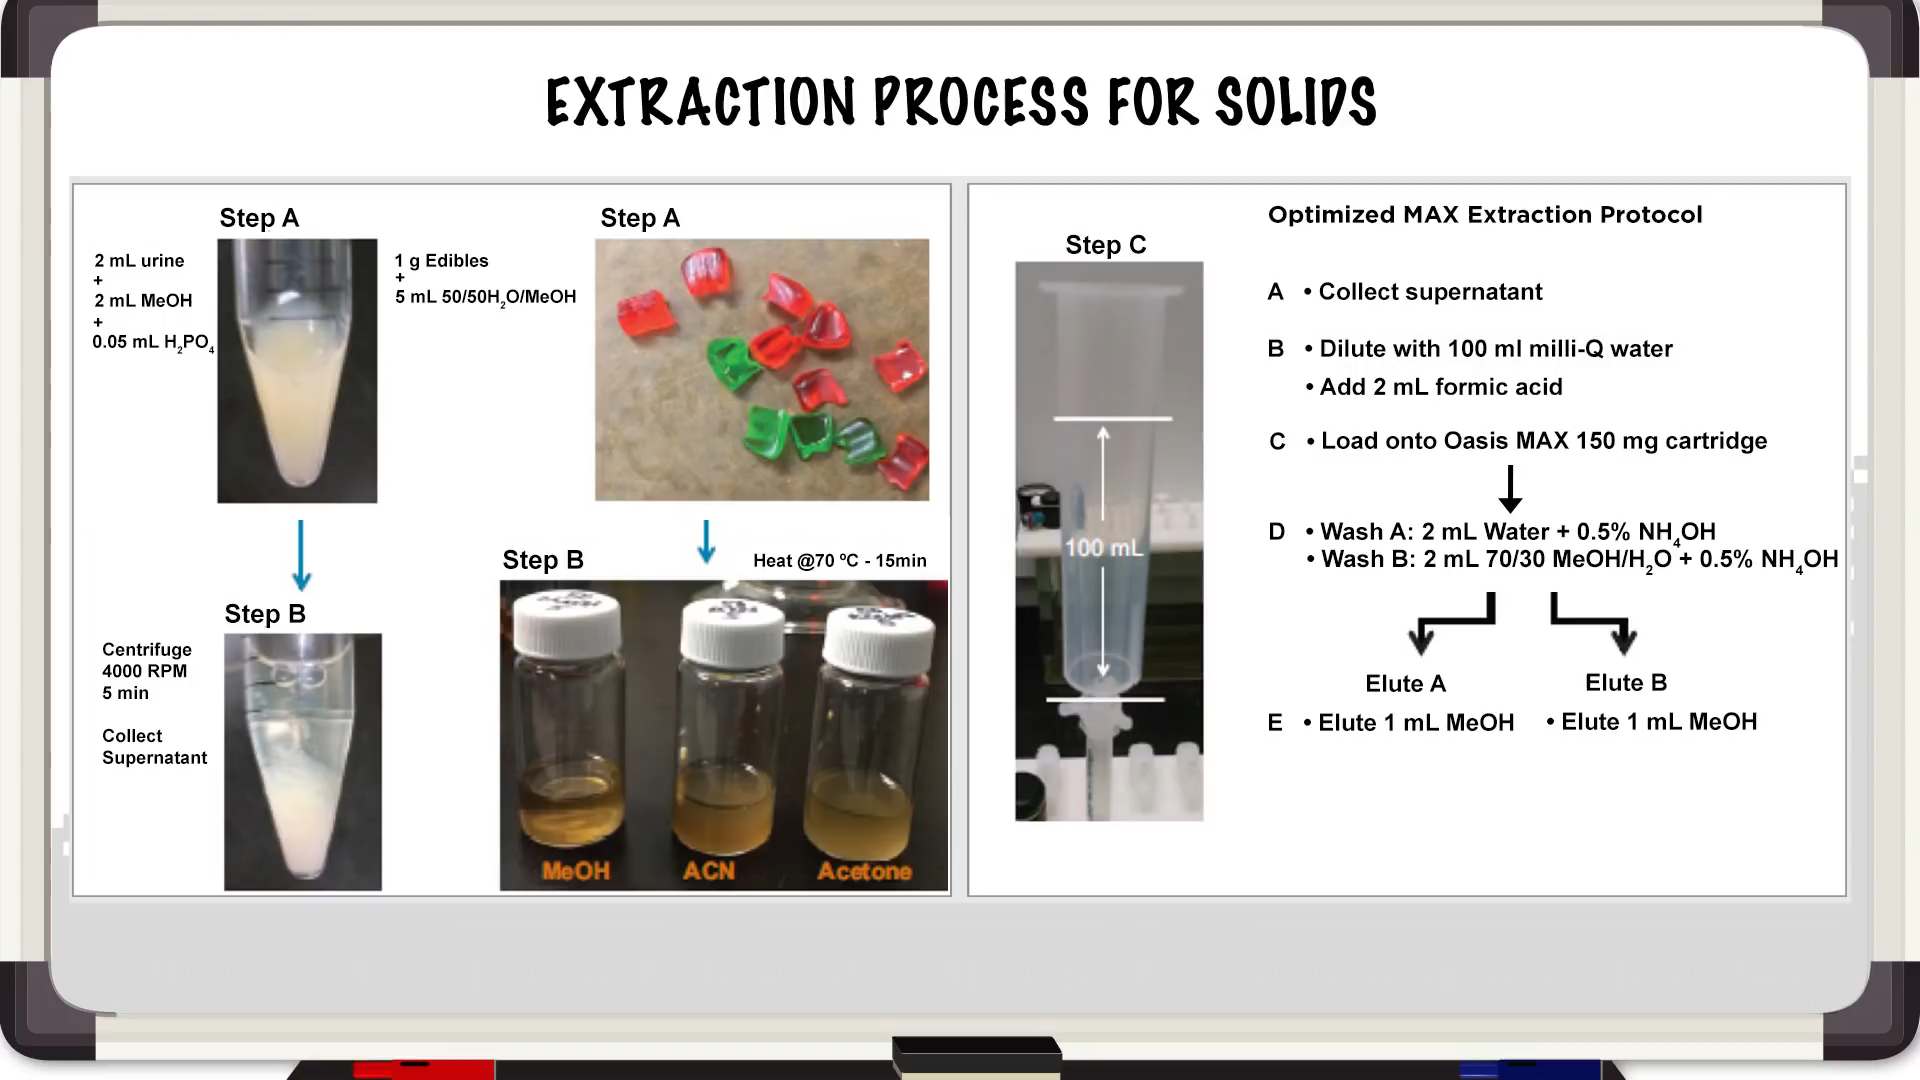 EXTRACTION PROCESS FOR SOLIDS
Step A
2 mL urine
+
2 mL MeOH
+
0.05 mL H₂PO₄
Step A
1 g Edibles
+
5 mL 50/50H₂O/MeOH
Step B
Centrifuge
4000 RPM
5 min
Collect
Supernatant
Step B
Heat @70 ºC - 15min
MeOH
ACN
Acetone
Step C
100 mL
Optimized MAX Extraction Protocol
A • Collect supernatant
B • Dilute with 100 ml milli-Q water
• Add 2 mL formic acid
C • Load onto Oasis MAX 150 mg cartridge
D • Wash A: 2 mL Water + 0.5% NH₄OH
• Wash B: 2 mL 70/30 MeOH/H₂O + 0.5% NH₄OH
Elute A Elute B
E • Elute 1 mL MeOH • Elute 1 mL MeOH